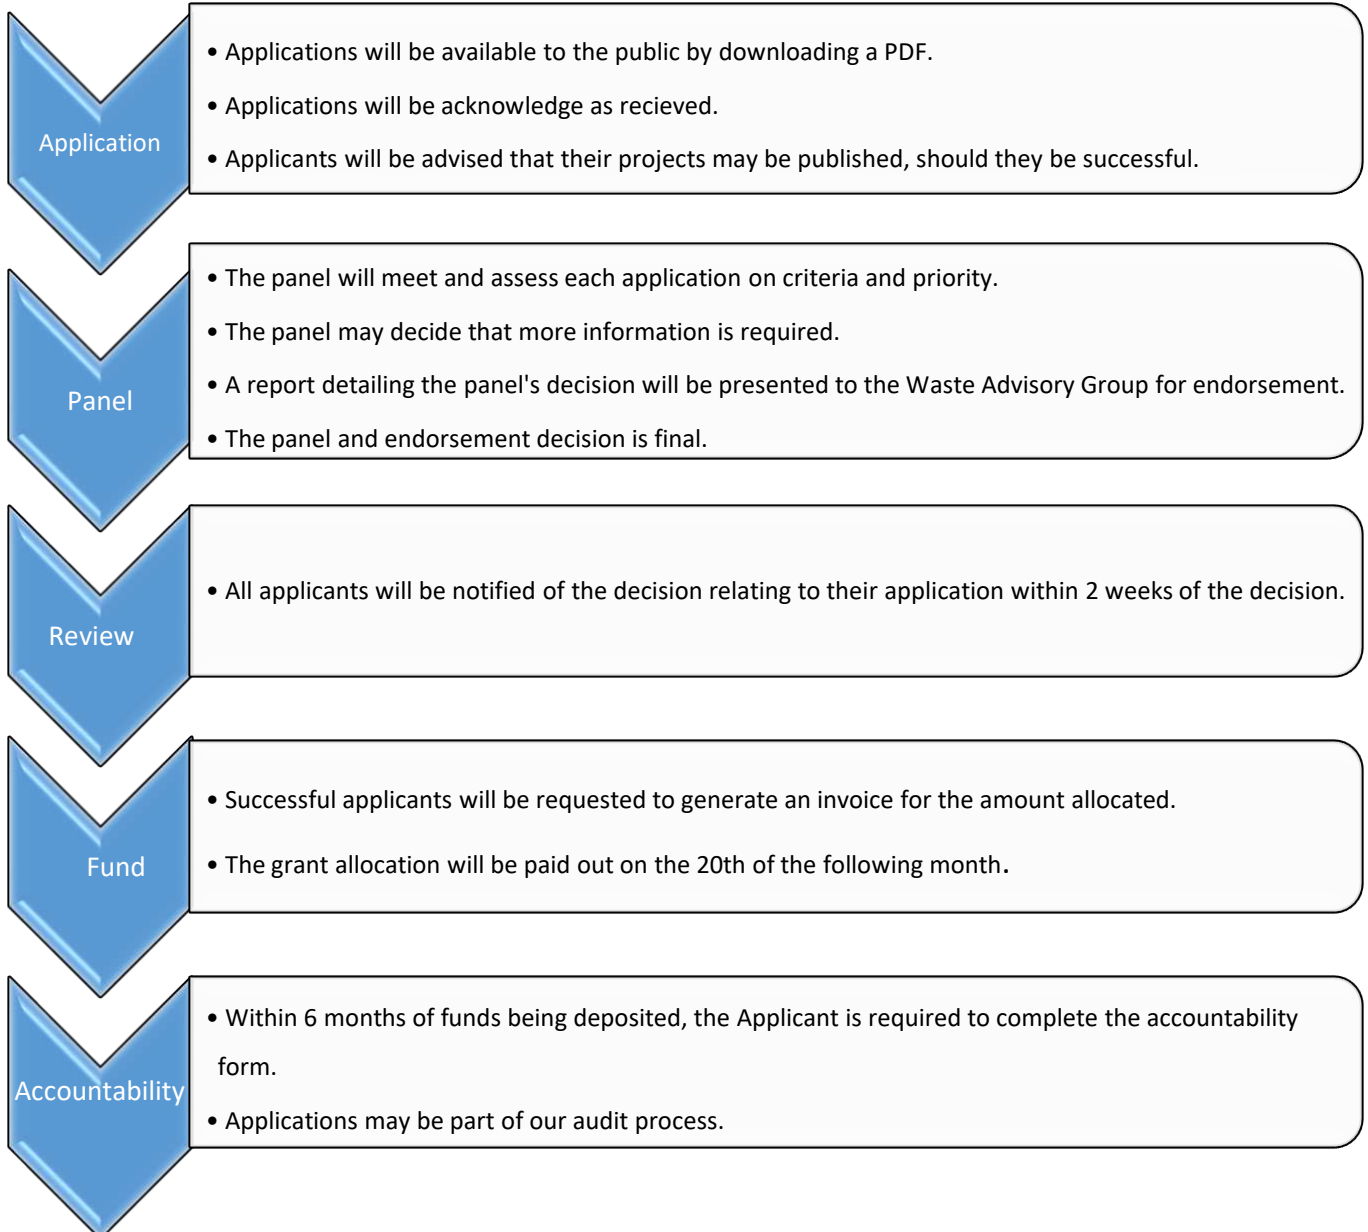 Application
• Applications will be available to the public by downloading a PDF.
• Applications will be acknowledge as recieved.
• Applicants will be advised that their projects may be published, should they be successful.
Panel
• The panel will meet and assess each application on criteria and priority.
• The panel may decide that more information is required.
• A report detailing the panel's decision will be presented to the Waste Advisory Group for endorsement.
• The panel and endorsement decision is final.
Review
• All applicants will be notified of the decision relating to their application within 2 weeks of the decision.
Fund
• Successful applicants will be requested to generate an invoice for the amount allocated.
• The grant allocation will be paid out on the 20th of the following month.
Accountability
• Within 6 months of funds being deposited, the Applicant is required to complete the accountability
form.
• Applications may be part of our audit process.